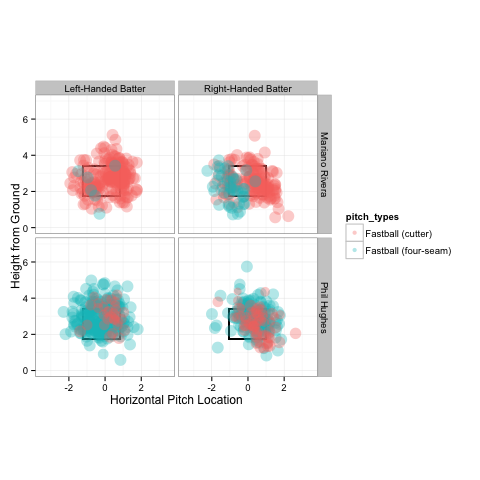 Left-Handed Batter
Right-Handed Batter
6
4
2
0
Mariano Rivera
Height from Ground
6
4
2
0
Phil Hughes
-2
0
2
-2
0
2
Horizontal Pitch Location
pitch_types
Fastball (cutter)
Fastball (four-seam)